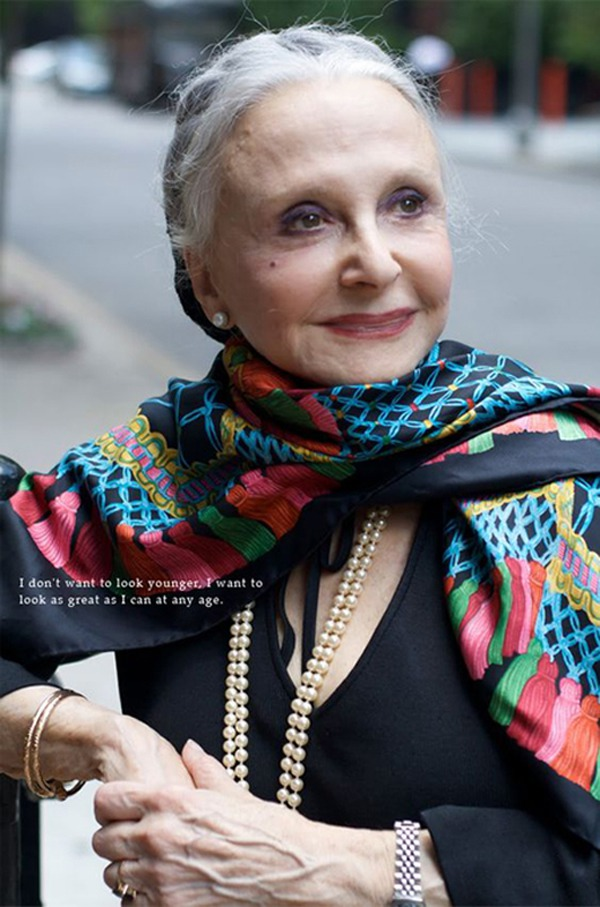 I don't want to look younger, I want to
look as great as I can at any age.